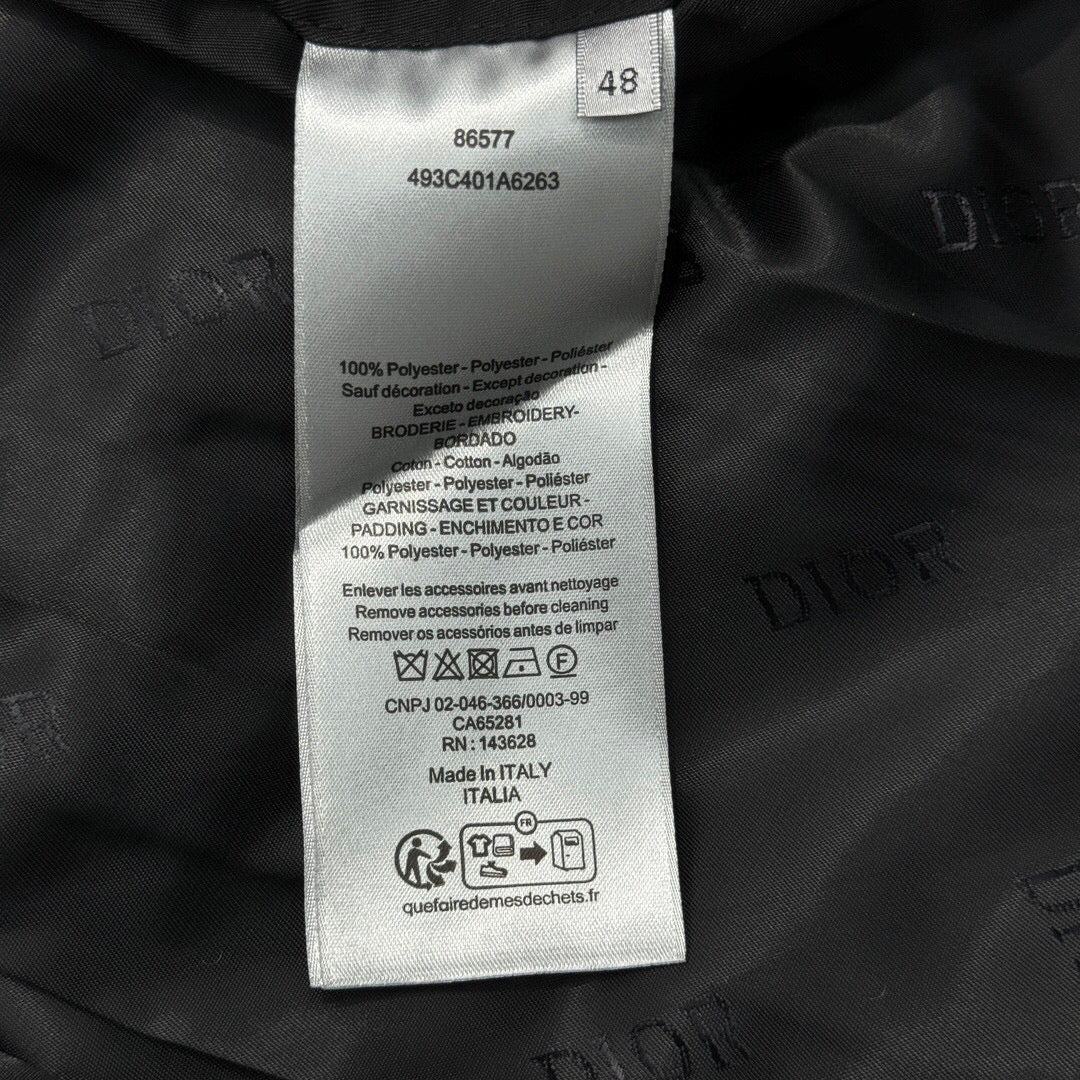 48
86577
493C401A6263
100% Polyester - Polyester - Poliéster
Sauf décoration - Except decoration -
Exceto decoração
BRODERIE - EMBROIDERY-
BORDADO
Coton - Cotton - Algodão
Polyester - Polyester - Poliéster
GARNISSAGE ET COULEUR -
PADDING - ENCHIMENTO E COR
100% Polyester - Polyester - Poliéster
Enlever les accessoires avant nettoyage
Remove accessories before cleaning
Remover os acessórios antes de limpar
F
CNPJ 02-046-366/0003-99
CA65281
RN : 143628
Made In ITALY
ITALIA
FR
quefairedemesdechets.fr
DIOR
DIOR
DIOR
DIOR